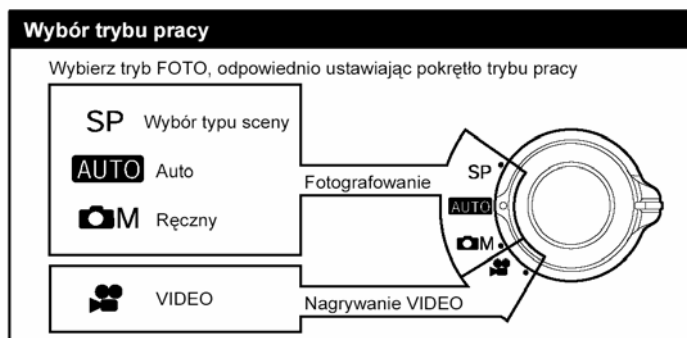 Wybór trybu pracy
Wybierz tryb FOTO, odpowiednio ustawiając pokrętło trybu pracy
SP Wybór typu sceny
AUTO Auto
M Ręczny
Fotografowanie
VIDEO
Nagrywanie VIDEO
SP
AUTO
M